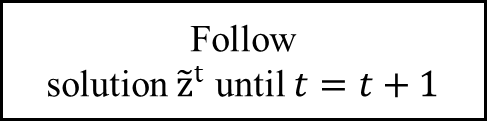 Follow
solution z̃ᵗ until t = t + 1